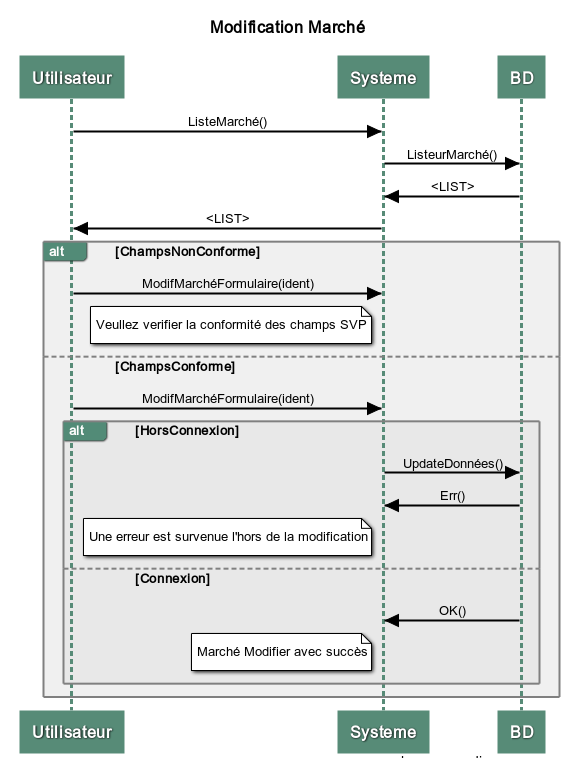 Modification Marché
Utilisateur
Systeme
BD
ListeMarché()
ListeurMarché()
<LIST>
<LIST>
alt
[ChampsNonConforme]
ModifMarchéFormulaire(ident)
Veullez verifier la conformité des champs SVP
[ChampsConforme]
ModifMarchéFormulaire(ident)
alt
[HorsConnexIon]
UpdateDonnées()
Err()
Une erreur est survenue l'hors de la modification
[ConnexIon]
OK()
Marché Modifier avec succès
Utilisateur
Systeme
BD